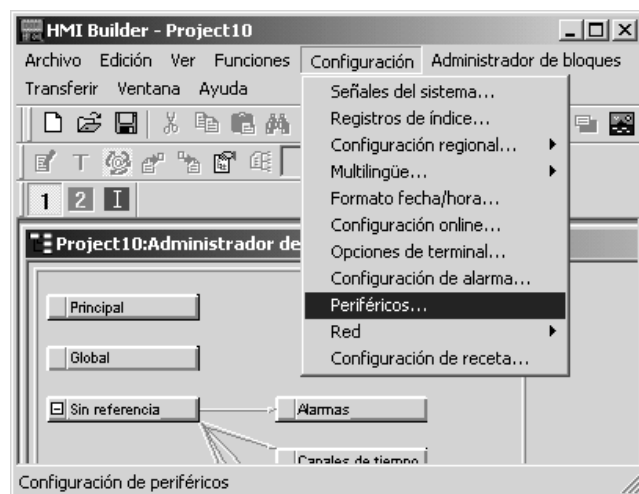 HMI Builder - Project10
Archivo Edición Ver Funciones Configuración Administrador de bloques
Transferir Ventana Ayuda
Señales del sistema...
Registros de índice...
Configuración regional...
Multilingüe...
Formato fecha/hora...
Configuración online...
Opciones de terminal...
Configuración de alarma...
Periféricos...
Red
Configuración de receta...
T
1 2 I
Project10:Administrador de
Principal
Global
Sin referencia
Alarmas
Canales de tiempo
Configuración de periféricos